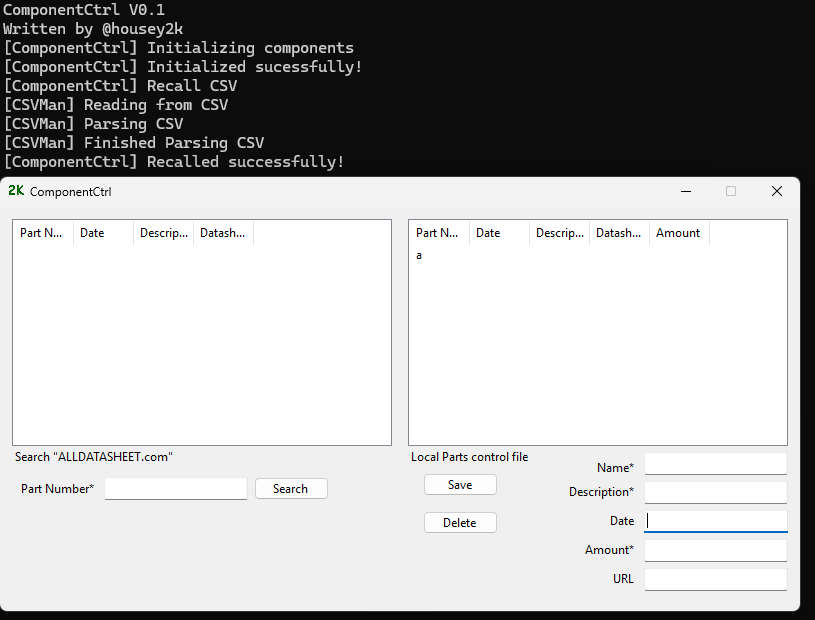 ComponentCtrl V0.1
Written by @housey2k
[ComponentCtrl] Initializing components
[ComponentCtrl] Initialized sucessfully!
[ComponentCtrl] Recall CSV
[CSVMan] Reading from CSV
[CSVMan] Parsing CSV
[CSVMan] Finished Parsing CSV
[ComponentCtrl] Recalled successfully!
2K ComponentCtrl
Part N... Date Descrip... Datash...
Part N... Date Descrip... Datash... Amount
a
Search "ALLDATASHEET.com"
Part Number* Search
Local Parts control file
Save
Delete
Name*
Description*
Date
Amount*
URL